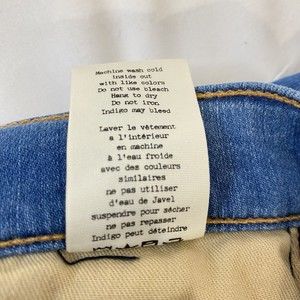 Machine wash cold
inside out
with like colors
Do not use bleach
Hang to dry
Do not iron
Indigo may bleed
Laver le vêtement
a l'intérieur
en machine
à l'eau froide
avec des couleurs
similaires
ne pas utiliser
d'eau de Javel
suspendre pour sécher
ne pas repasser
Indigo peut déteindre